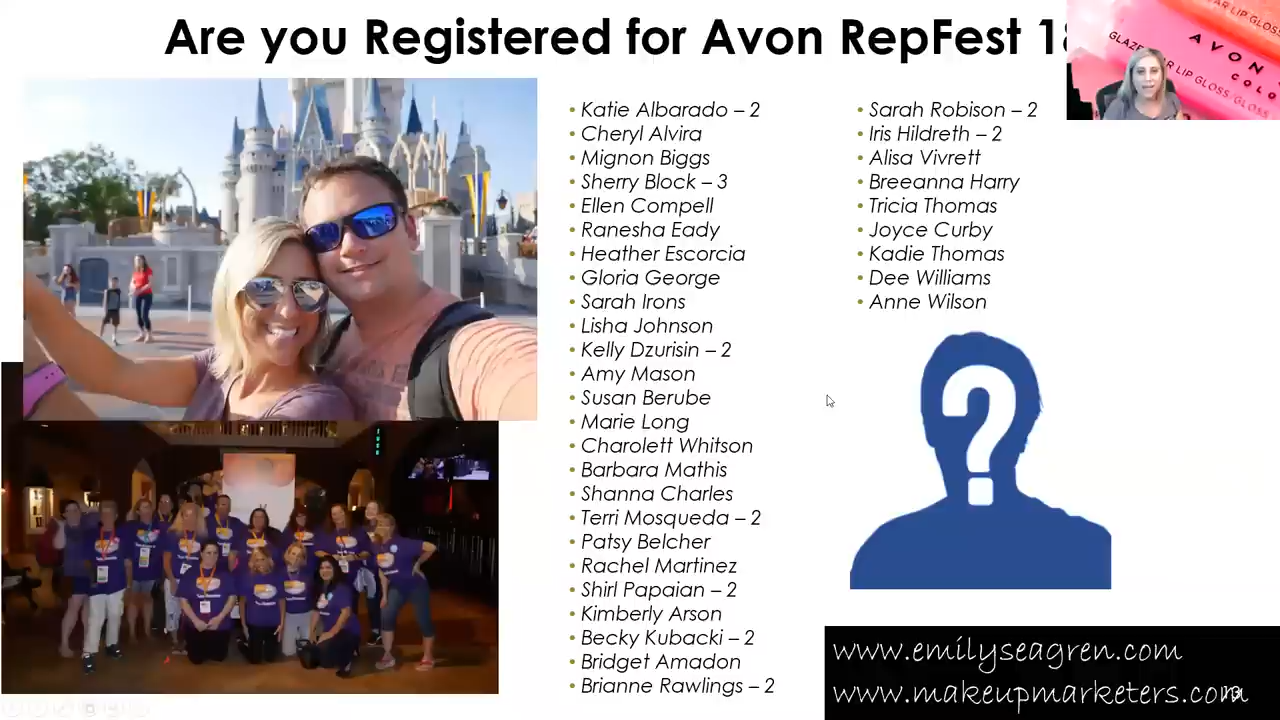 Are you Registered for Avon RepFest 18
Katie Albarado – 2
Cheryl Alvira
Mignon Biggs
Sherry Block – 3
Ellen Compell
Ranesha Eady
Heather Escorcia
Gloria George
Sarah Irons
Lisha Johnson
Kelly Dzurisin – 2
Amy Mason
Susan Berube
Marie Long
Charolett Whitson
Barbara Mathis
Shanna Charles
Terri Mosqueda – 2
Patsy Belcher
Rachel Martinez
Shirl Papaian – 2
Kimberly Arson
Becky Kubacki – 2
Bridget Amadon
Brianne Rawlings – 2
Sarah Robison – 2
Iris Hildreth – 2
Alisa Vivrett
Breeanna Harry
Tricia Thomas
Joyce Curby
Kadie Thomas
Dee Williams
Anne Wilson
AVON
LIP GLOSS
?
www.emilyseagren.com
www.makeupmarketers.com